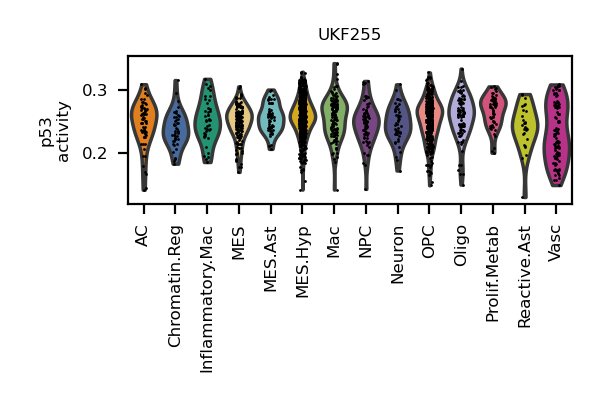 UKF255
p53
activity
0.3
0.2
AC
Chromatin.Reg
Inflammatory.Mac
MES
MES.Ast
MES.Hyp
Mac
NPC
Neuron
OPC
Oligo
Prolif.Metab
Reactive.Ast
Vasc